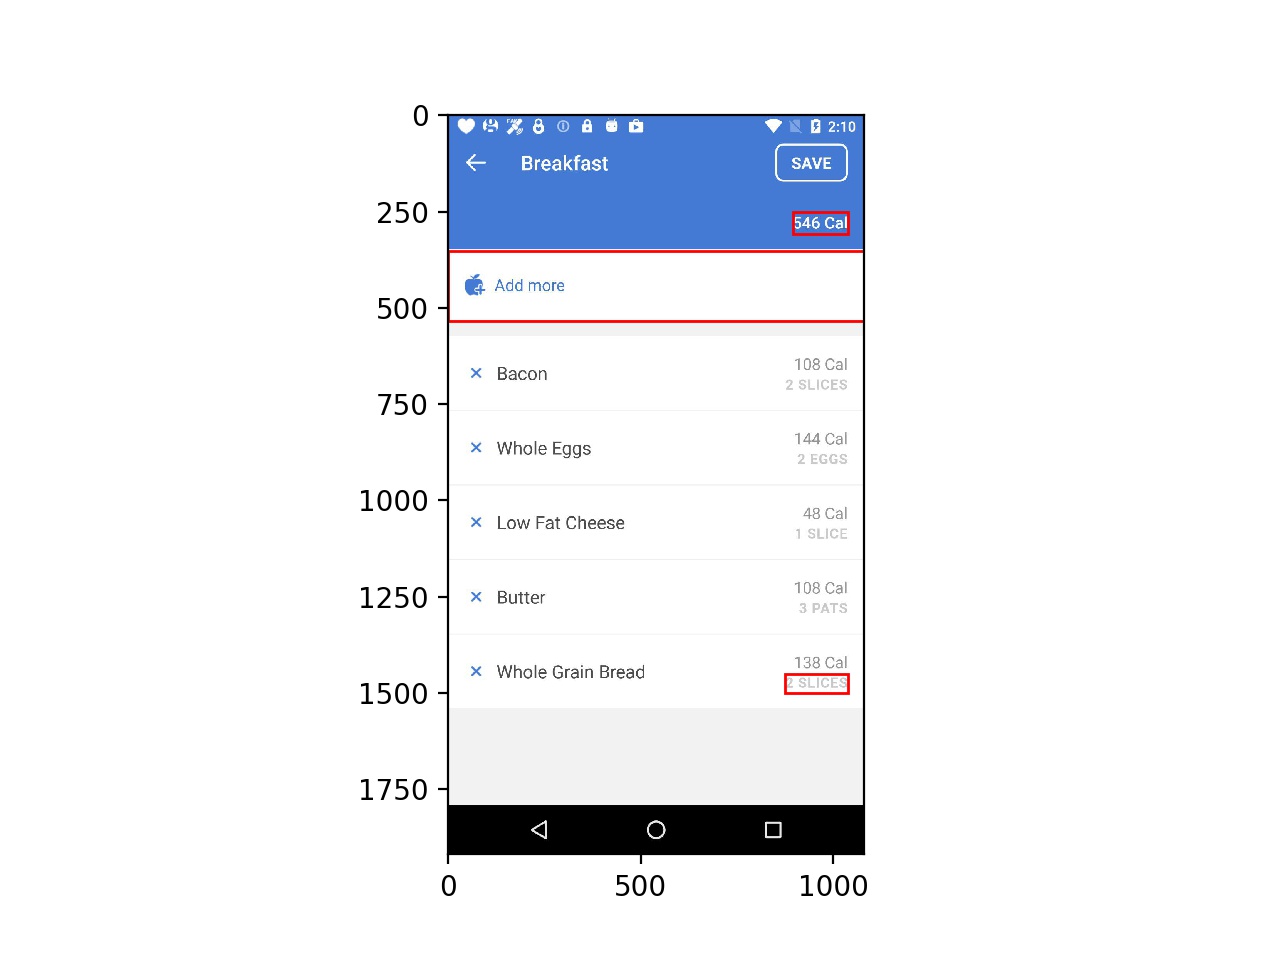 0
250
500
750
1000
1250
1500
1750
0 500 1000
2:10
Breakfast SAVE
546 Cal
Add more
Bacon 108 Cal
2 SLICES
Whole Eggs 144 Cal
2 EGGS
Low Fat Cheese 48 Cal
1 SLICE
Butter 108 Cal
3 PATS
Whole Grain Bread 138 Cal
2 SLICES